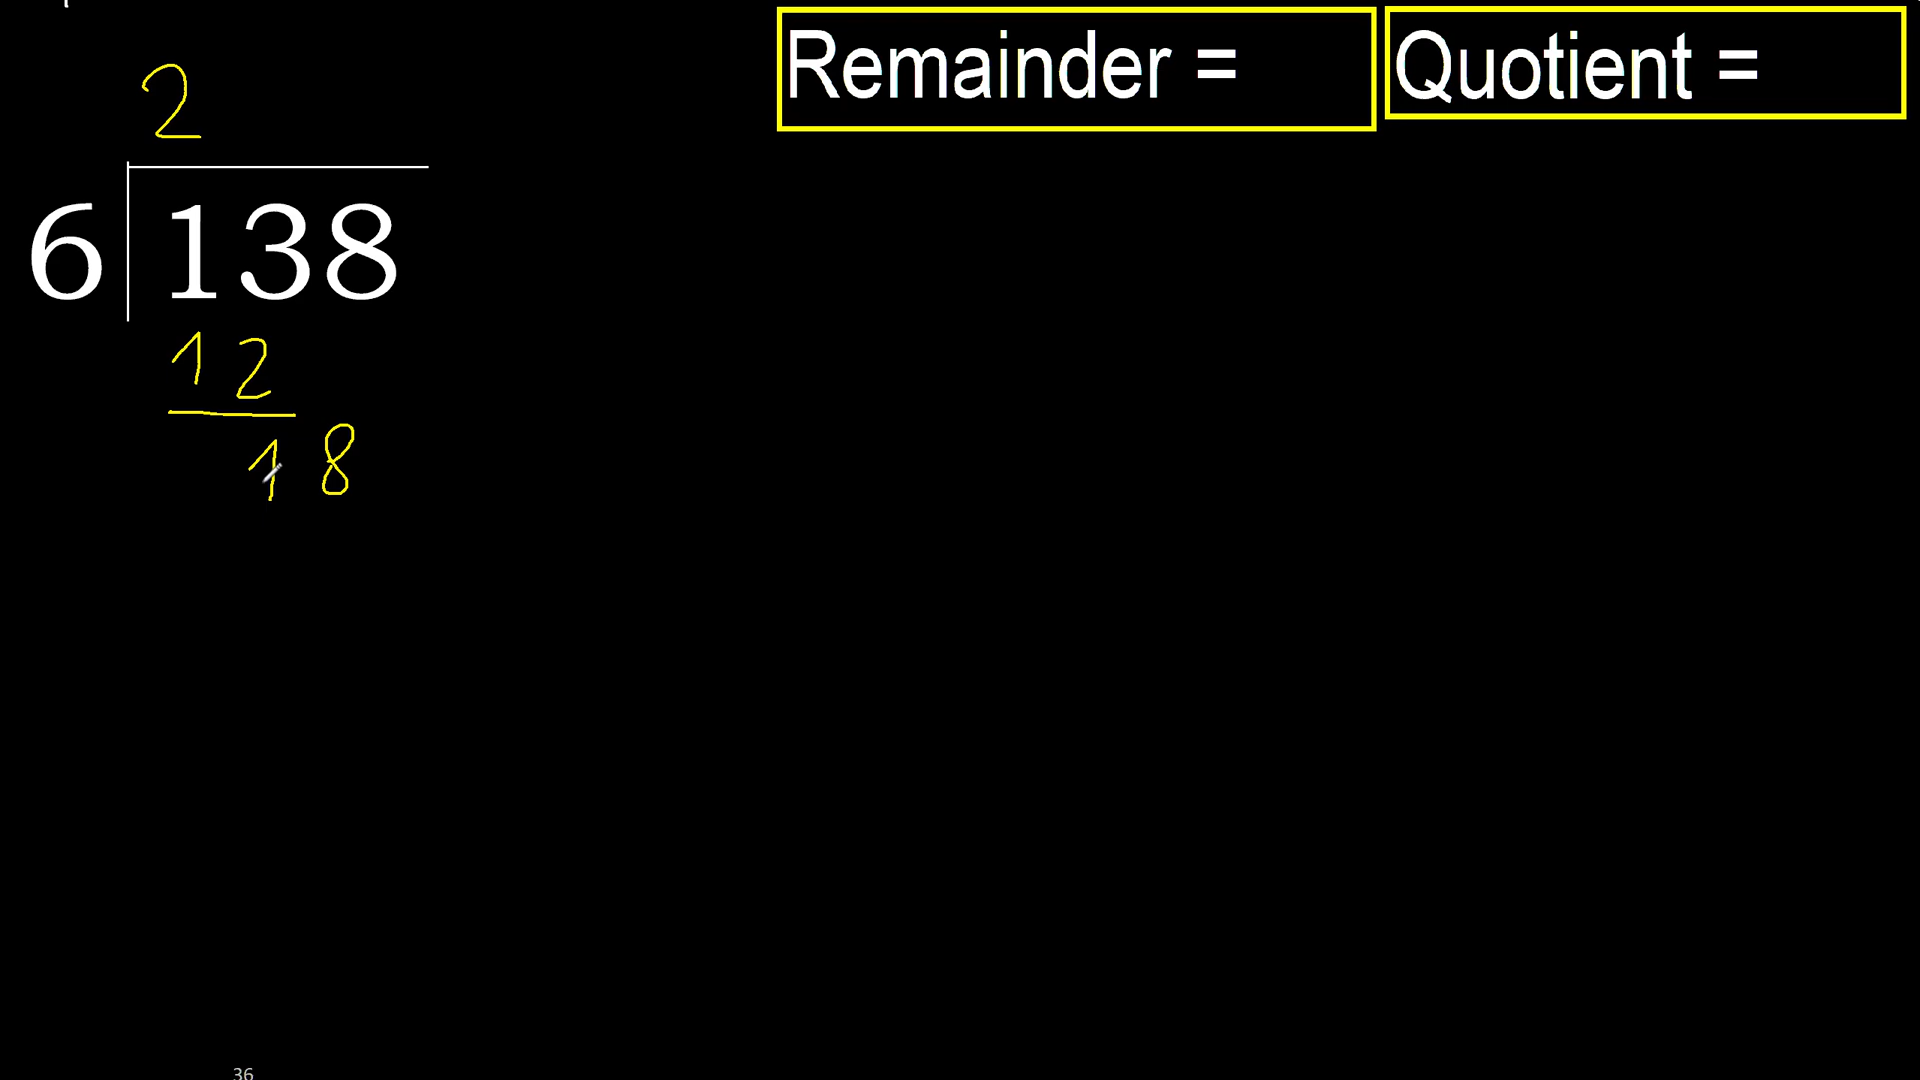 Remainder =
Quotient =
2
6 138
12
18
36